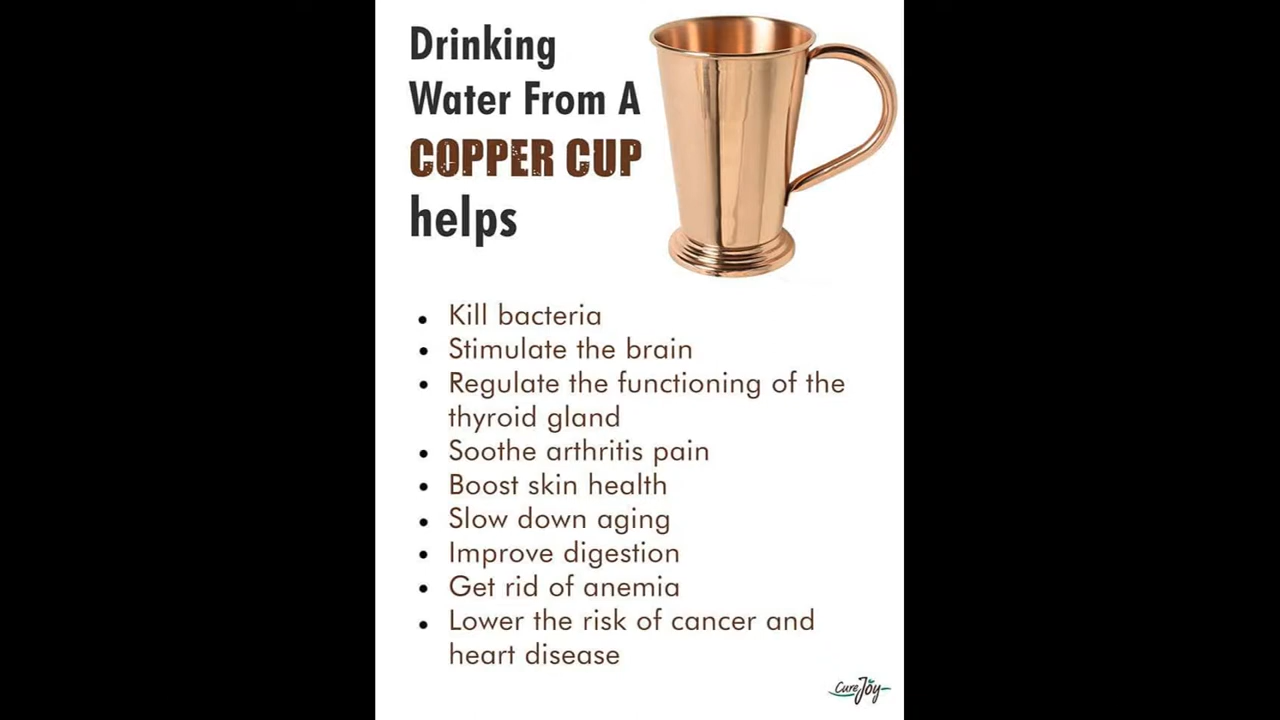 Drinking
Water From A
COPPER CUP
helps
• Kill bacteria
• Stimulate the brain
• Regulate the functioning of the
thyroid gland
• Soothe arthritis pain
• Boost skin health
• Slow down aging
• Improve digestion
• Get rid of anemia
• Lower the risk of cancer and
heart disease
CureJoy